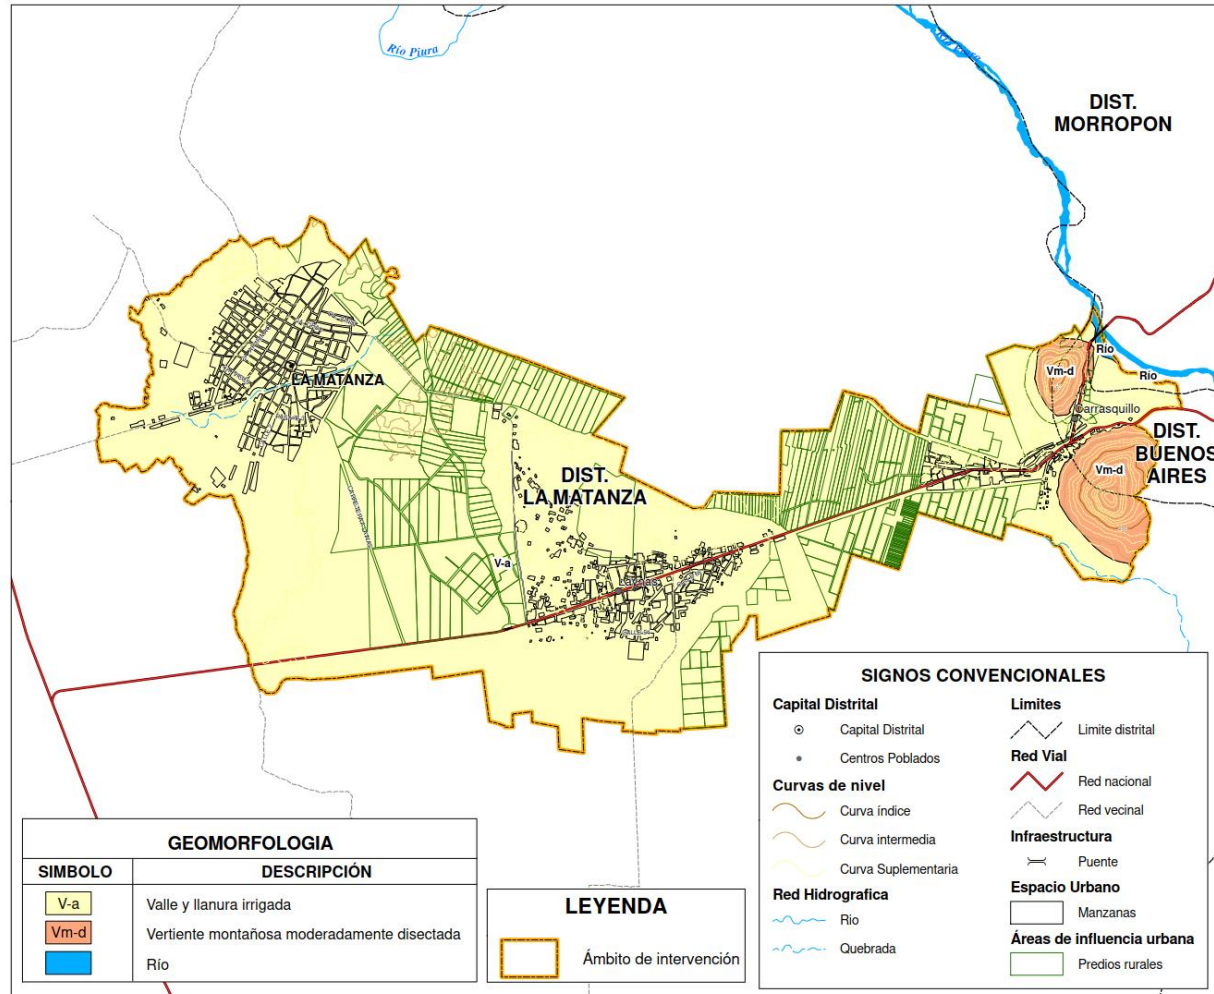 Río Piura
DIST.
MORROPON
LA MATANZA
DIST.
LA MATANZA
V-a
Laynas
Vm-d
Rio
Rio
Carrasquillo
DIST.
BUENOS
AIRES
Vm-d
GEOMORFOLOGIA
SIMBOLO DESCRIPCIÓN
V-a Valle y llanura irrigada
Vm-d Vertiente montañosa moderadamente disectada
Río
LEYENDA
Ámbito de intervención
SIGNOS CONVENCIONALES
Capital Distrital
Capital Distrital
Centros Poblados
Curvas de nivel
Curva índice
Curva intermedia
Curva Suplementaria
Red Hidrografica
Rio
Quebrada
Limites
Limite distrital
Red Vial
Red nacional
Red vecinal
Infraestructura
Puente
Espacio Urbano
Manzanas
Áreas de influencia urbana
Predios rurales